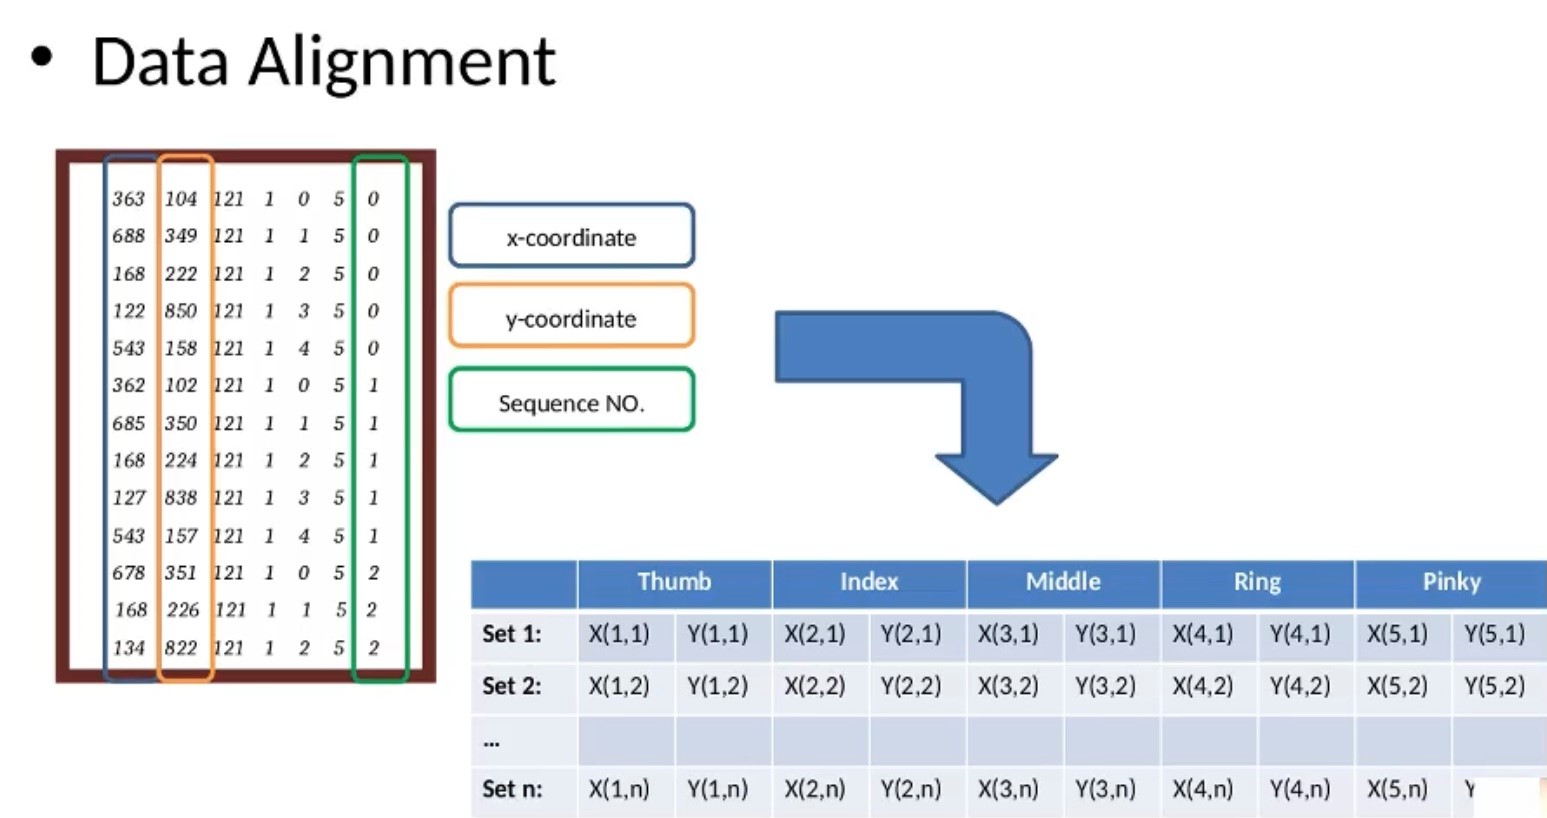 • Data Alignment
363 104 121 1 0 5 0
688 349 121 1 1 5 0
168 222 121 1 2 5 0
122 850 121 1 3 5 0
543 158 121 1 4 5 0
362 102 121 1 0 5 1
685 350 121 1 1 5 1
168 224 121 1 2 5 1
127 838 121 1 3 5 1
543 157 121 1 4 5 1
678 351 121 1 0 5 2
168 226 121 1 1 5 2
134 822 121 1 2 5 2
x-coordinate
y-coordinate
Sequence NO.
Thumb Index Middle Ring Pinky
Set 1: X(1,1) Y(1,1) X(2,1) Y(2,1) X(3,1) Y(3,1) X(4,1) Y(4,1) X(5,1) Y(5,1)
Set 2: X(1,2) Y(1,2) X(2,2) Y(2,2) X(3,2) Y(3,2) X(4,2) Y(4,2) X(5,2) Y(5,2)
...
Set n: X(1,n) Y(1,n) X(2,n) Y(2,n) X(3,n) Y(3,n) X(4,n) Y(4,n) X(5,n)